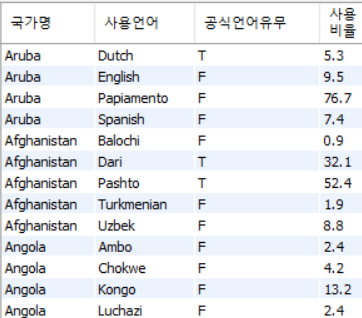 국가명 사용언어 공식언어유무 사용 비율
Aruba Dutch T 5.3
Aruba English F 9.5
Aruba Papiamento F 76.7
Aruba Spanish F 7.4
Afghanistan Balochi F 0.9
Afghanistan Dari T 32.1
Afghanistan Pashto T 52.4
Afghanistan Turkmenian F 1.9
Afghanistan Uzbek F 8.8
Angola Ambo F 2.4
Angola Chokwe F 4.2
Angola Kongo F 13.2
Angola Luchazi F 2.4